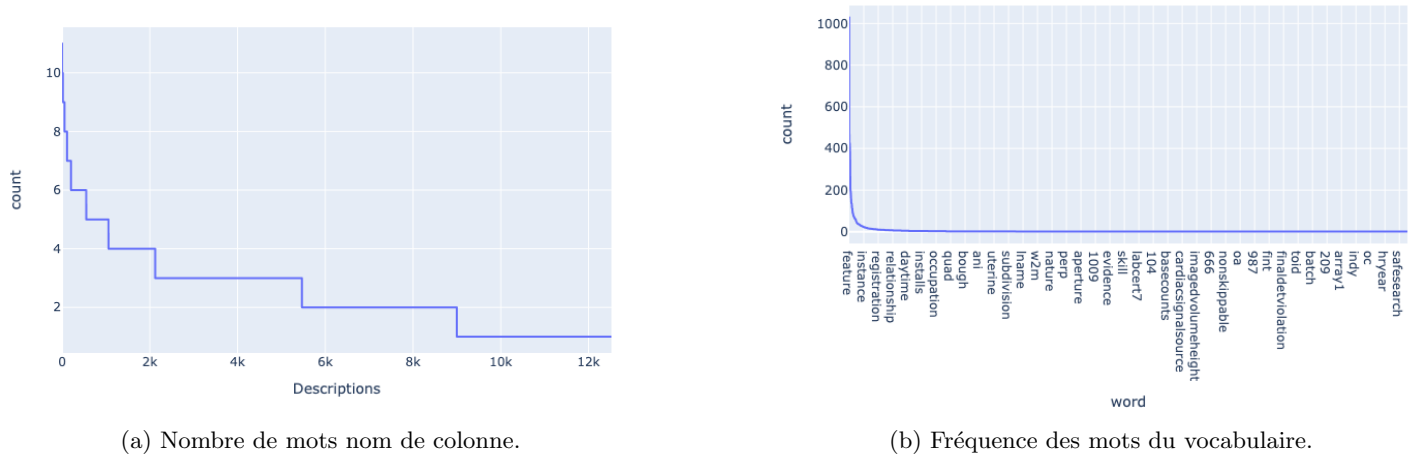 count
10
8
6
4
2
0
2k
4k
6k
8k
10k
12k
Descriptions
(a) Nombre de mots nom de colonne.
count
1000
800
600
400
200
0
feature
instance
registration
relationship
daytime
installs
occupation
quad
bough
ani
uterine
subdivision
lname
w2m
nature
perp
aperture
1009
evidence
skill
labcert7
104
basecounts
cardiacsignalsource
imagedvolumeheight
666
nonskippable
oa
987
fint
finaldetviolation
toid
batch
209
array1
indy
oc
hryear
safesearch
word
(b) Fréquence des mots du vocabulaire.